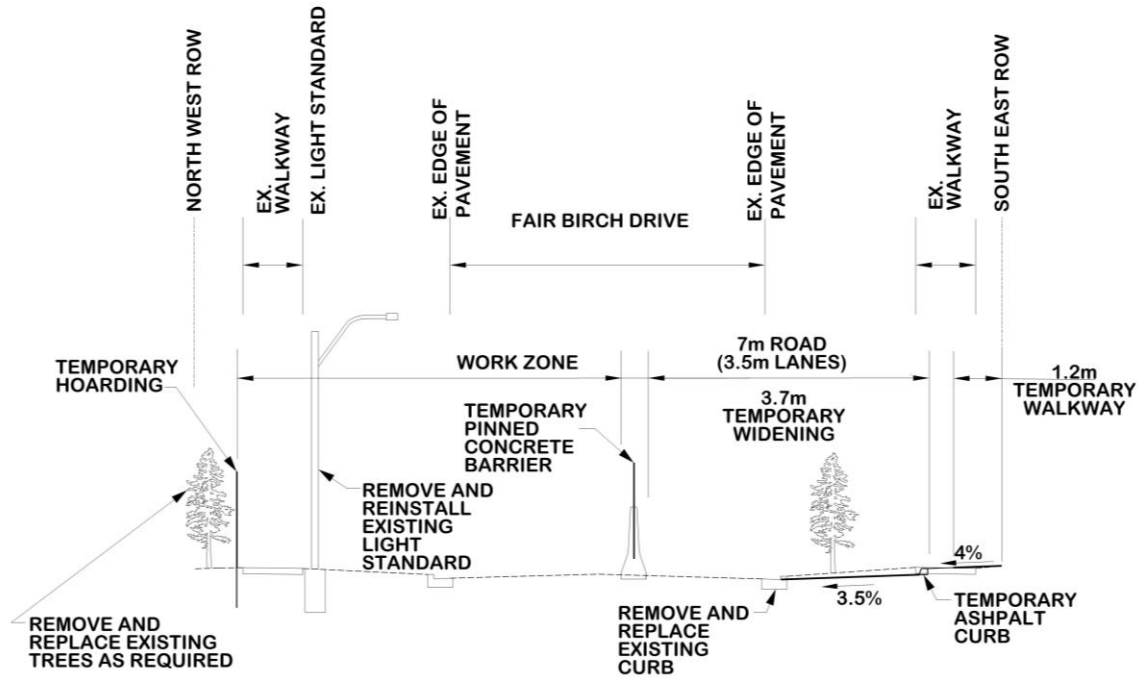 NORTH WEST ROW
EX.
WALKWAY
EX. LIGHT STANDARD
EX. EDGE OF
PAVEMENT
FAIR BIRCH DRIVE
EX. EDGE OF
PAVEMENT
EX.
WALKWAY
SOUTH EAST ROW
TEMPORARY
HOARDING
WORK ZONE
7m ROAD
(3.5m LANES)
1.2m
TEMPORARY
WALKWAY
3.7m
TEMPORARY
WIDENING
TEMPORARY
PINNED
CONCRETE
BARRIER
REMOVE AND
REINSTALL
EXISTING
LIGHT
STANDARD
4%
3.5%
REMOVE AND
REPLACE EXISTING
TREES AS REQUIRED
REMOVE AND
REPLACE
EXISTING
CURB
TEMPORARY
ASHPALT
CURB